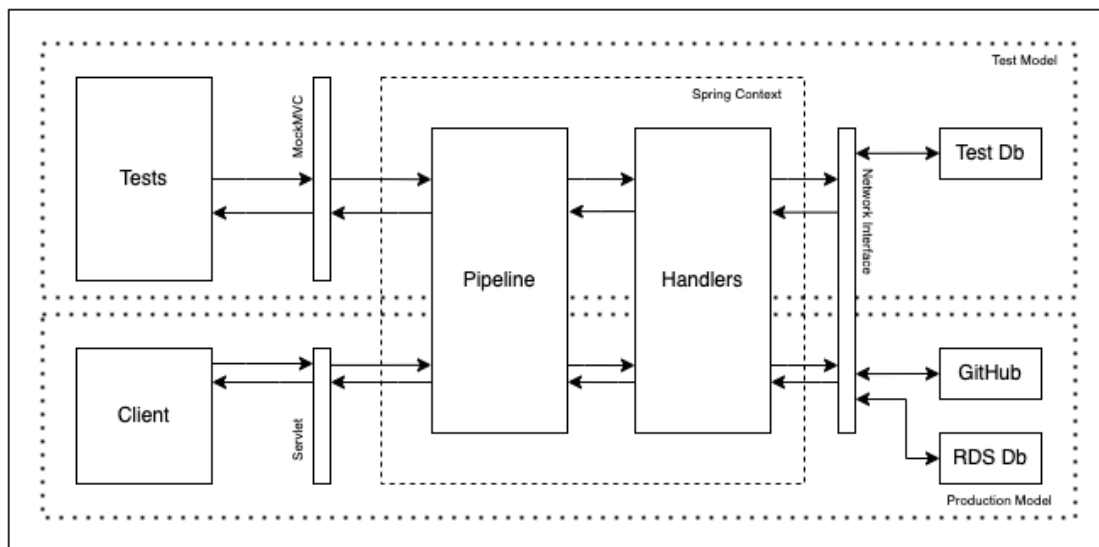 Test Model
Spring Context
MockMVC
Tests
Test Db
Network Interface
Pipeline
Handlers
Client
Servlet
GitHub
RDS Db
Production Model